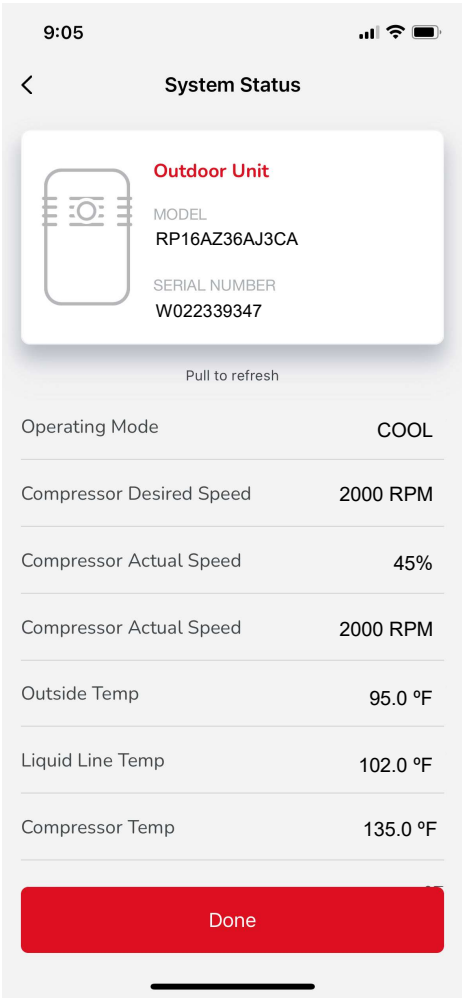 9:05
System Status
Outdoor Unit
MODEL
RP16AZ36AJ3CA
SERIAL NUMBER
W022339347
Pull to refresh
Operating Mode COOL
Compressor Desired Speed 2000 RPM
Compressor Actual Speed 45%
Compressor Actual Speed 2000 RPM
Outside Temp 95.0 ºF
Liquid Line Temp 102.0 ºF
Compressor Temp 135.0 ºF
Done